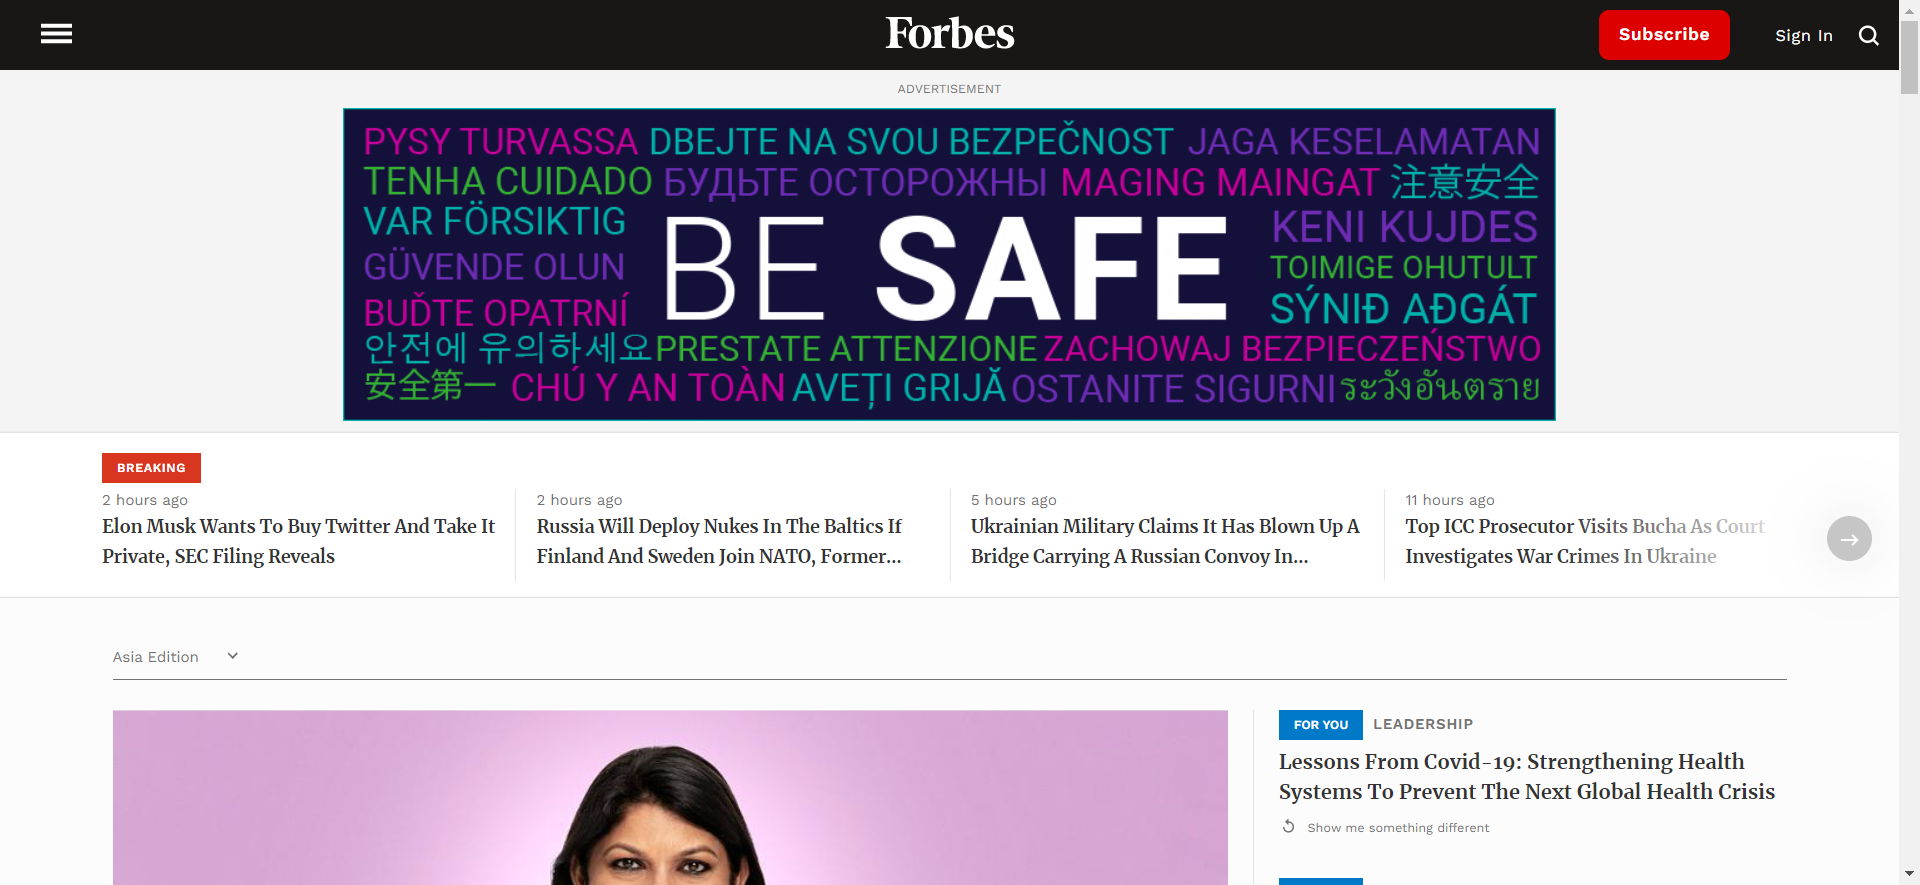 Forbes
Subscribe
Sign In
ADVERTISEMENT
PYSY TURVASSA DBEJTE NA SVOU BEZPEČNOST JAGA KESELAMATAN
TENHA CUIDADO БУДЬТЕ ОСТОРОЖНЫ MAGING MAINGAT 注意安全
VAR FÖRSIKTIG
KENI KUJDES
GÜVENDE OLUN
BE SAFE
TOIMIGE OHUTULT
BUĎTE OPATRNÍ
SÝNIÐ AÐGÁT
안전에 유의하세요 PRESTATE ATTENZIONE ZACHOWAJ BEZPIECZEŃSTWO
安全第一 CHÚ Ý AN TOÀN AVEȚI GRIJĂ OSTANITE SIGURNI ระวังอันตราย
BREAKING
2 hours ago
Elon Musk Wants To Buy Twitter And Take It
Private, SEC Filing Reveals
2 hours ago
Russia Will Deploy Nukes In The Baltics If
Finland And Sweden Join NATO, Former...
5 hours ago
Ukrainian Military Claims It Has Blown Up A
Bridge Carrying A Russian Convoy In...
11 hours ago
Top ICC Prosecutor Visits Bucha As Court
Investigates War Crimes In Ukraine
Asia Edition
FOR YOU LEADERSHIP
Lessons From Covid-19: Strengthening Health
Systems To Prevent The Next Global Health Crisis
Show me something different